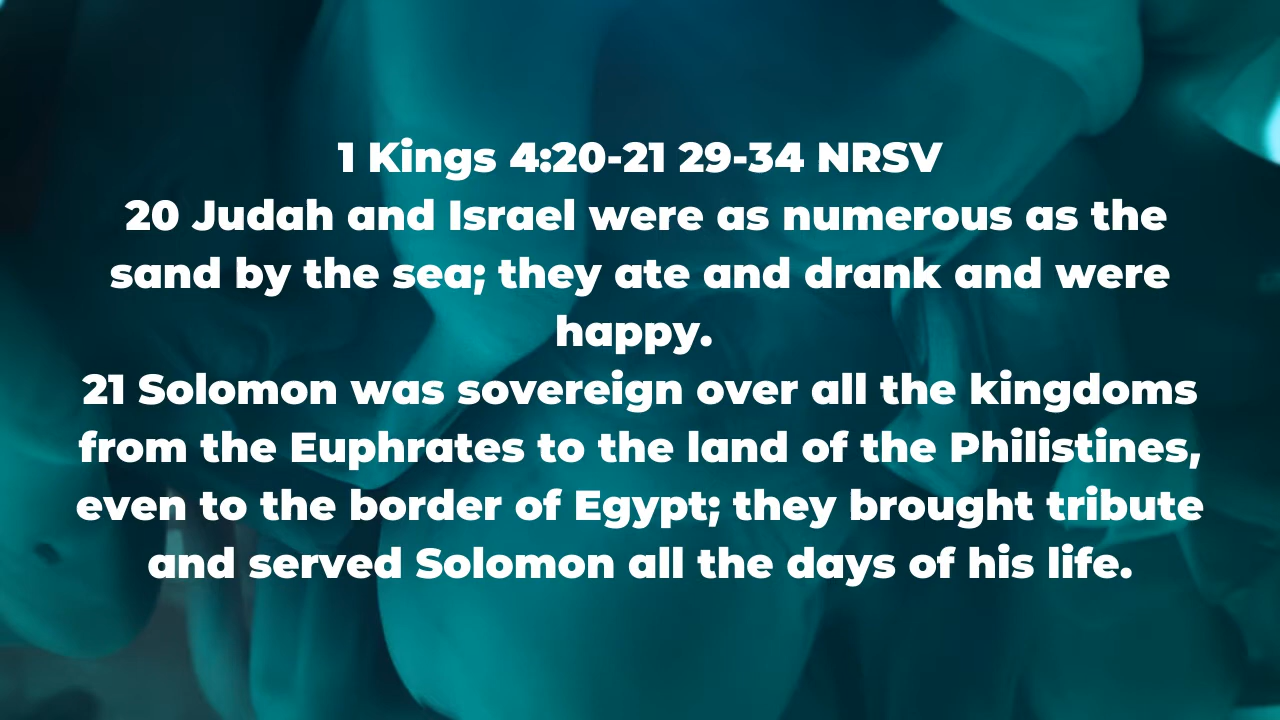 1 Kings 4:20-21 29-34 NRSV
20 Judah and Israel were as numerous as the
sand by the sea; they ate and drank and were
happy.
21 Solomon was sovereign over all the kingdoms
from the Euphrates to the land of the Philistines,
even to the border of Egypt; they brought tribute
and served Solomon all the days of his life.